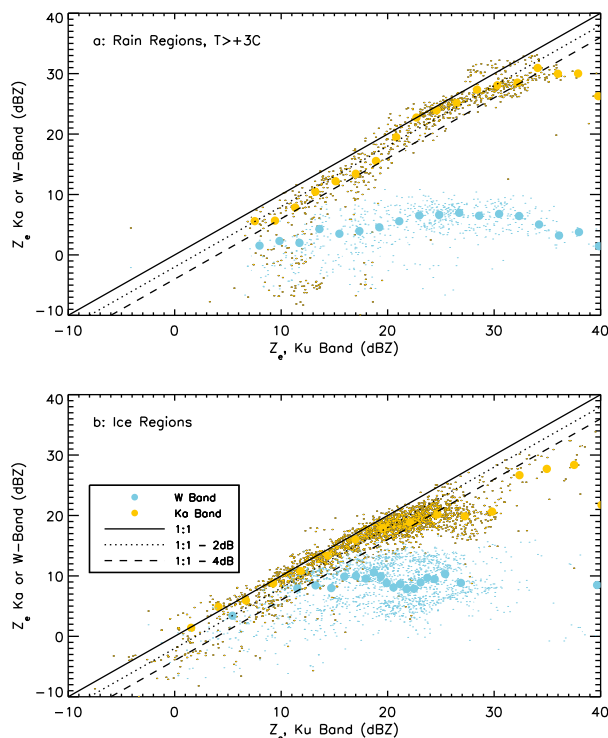 40
a: Rain Regions, T>+3C
30
20
10
0
-10
Z_e Ka or W-Band (dBZ)
-10 0 10 20 30 40
Z_e, Ku Band (dBZ)
40
b: Ice Regions
30
W Band
Ka Band
1:1
1:1 - 2dB
1:1 - 4dB
20
10
0
-10
Z_e Ka or W-Band (dBZ)
-10 0 10 20 30 40
Z_e, Ku Band (dBZ)